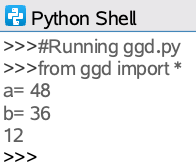 Python Shell
>>>#Running ggd.py
>>>from ggd import *
a= 48
b= 36
12
>>>